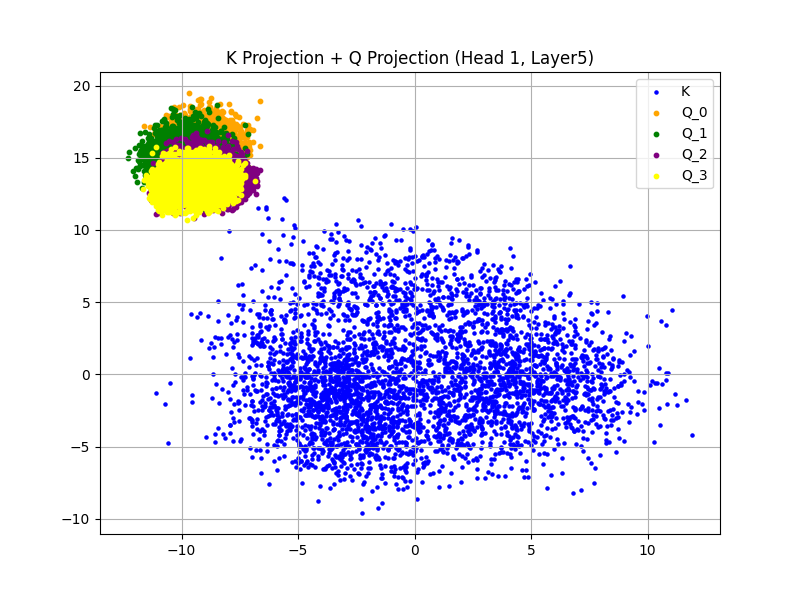 K Projection + Q Projection (Head 1, Layer5)
20
15
10
5
0
−5
−10
−10
−5
0
5
10
K
Q_0
Q_1
Q_2
Q_3